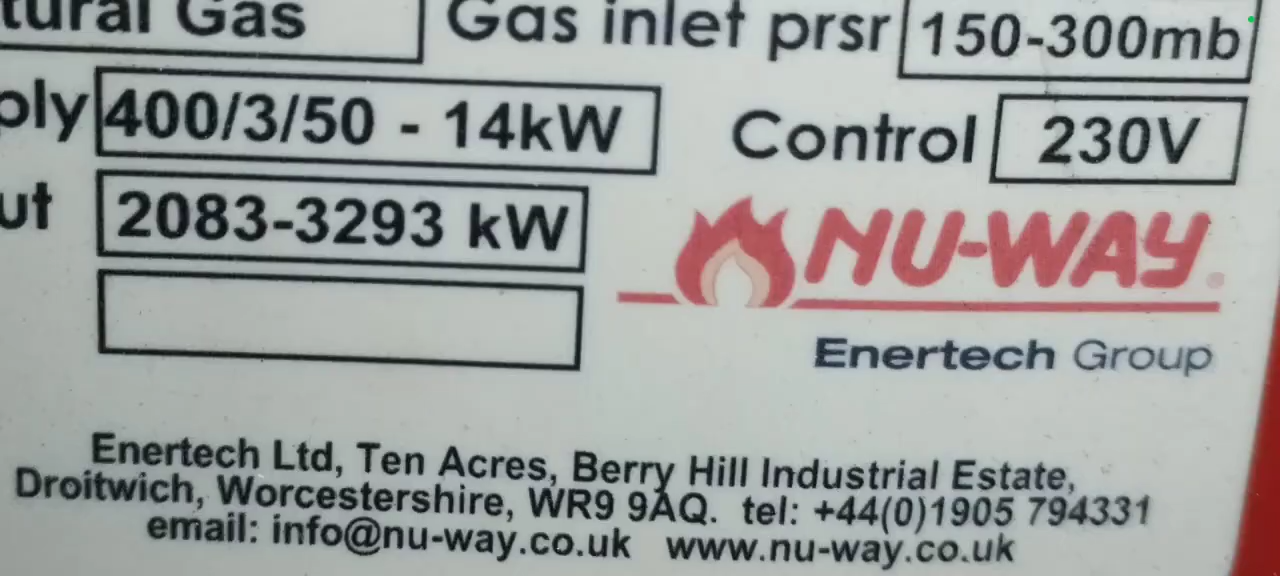 tural Gas Gas inlet prsr 150-300mb
ply 400/3/50 - 14kW Control 230V
ut 2083-3293 kW
NU-WAY
Enertech Group
Enertech Ltd, Ten Acres, Berry Hill Industrial Estate,
Droitwich, Worcestershire, WR9 9AQ. tel: +44(0)1905 794331
email: info@nu-way.co.uk www.nu-way.co.uk